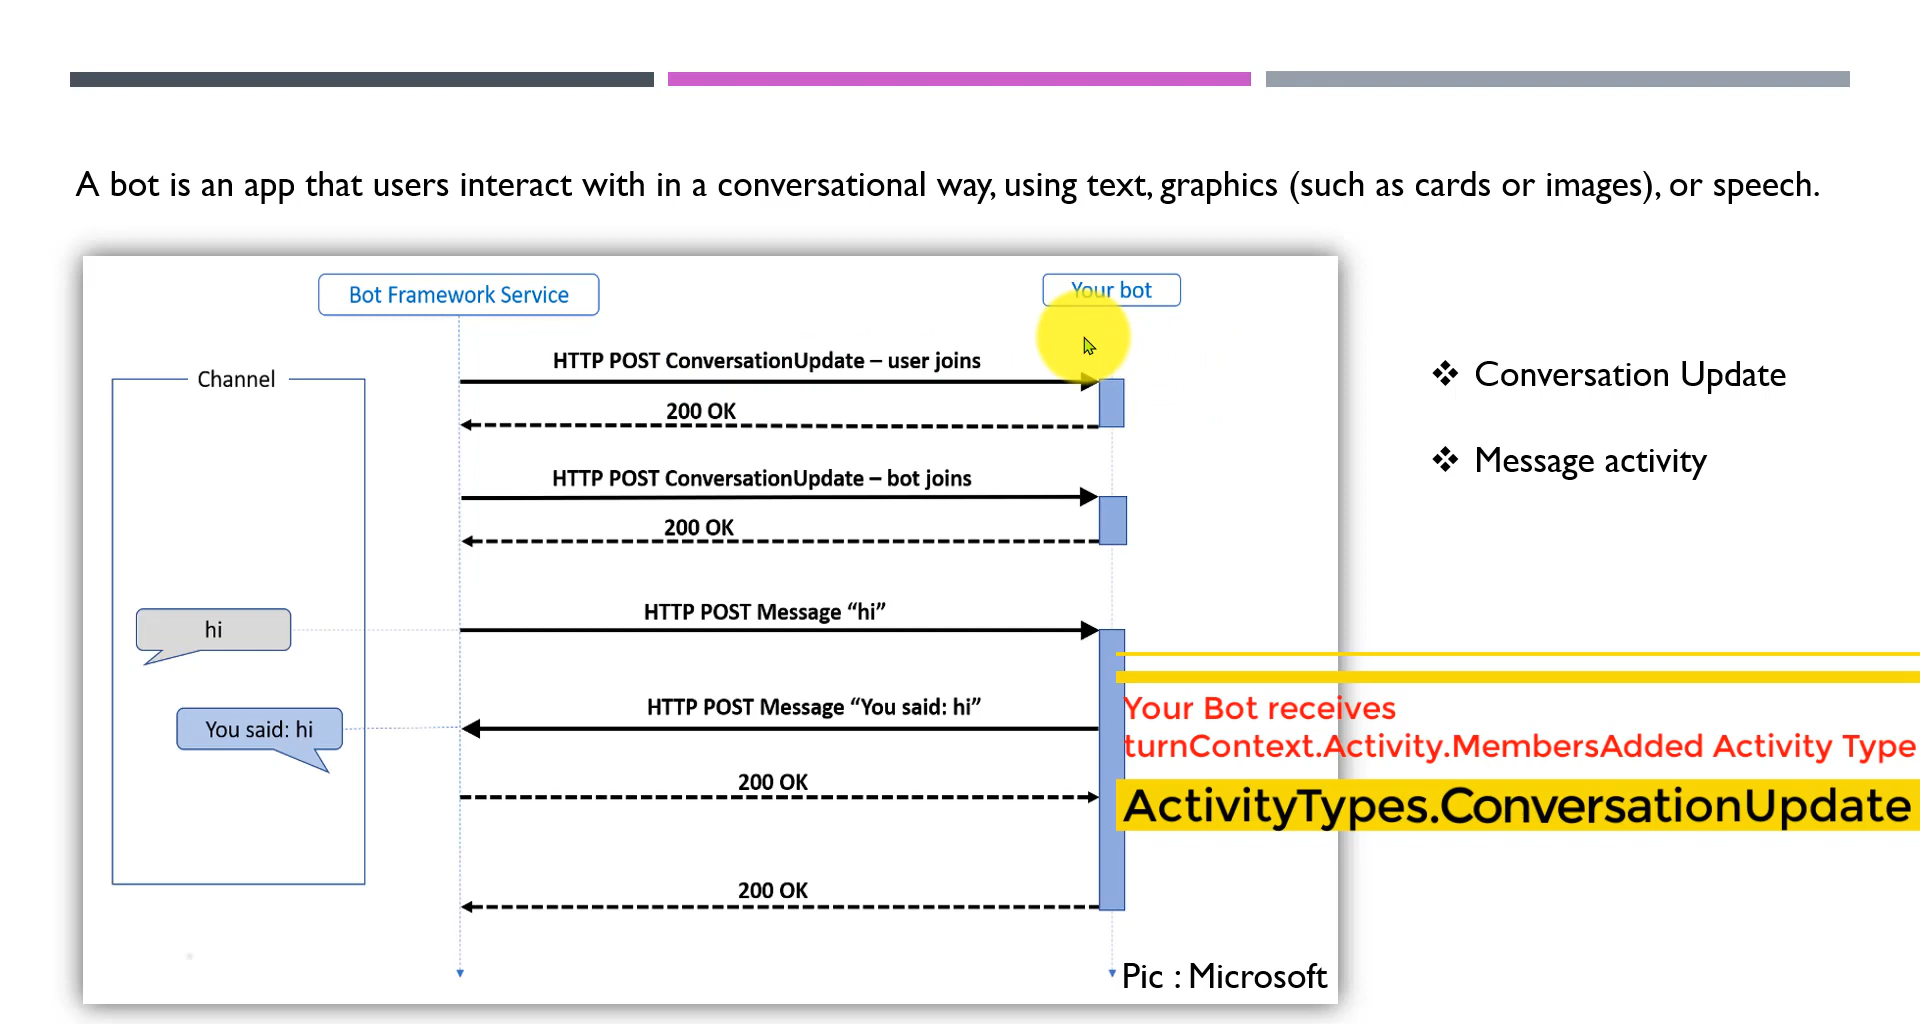 A bot is an app that users interact with in a conversational way, using text, graphics (such as cards or images), or speech.
Bot Framework Service
Your bot
HTTP POST ConversationUpdate – user joins
Channel
200 OK
HTTP POST ConversationUpdate – bot joins
200 OK
HTTP POST Message “hi”
hi
HTTP POST Message “You said: hi”
You said: hi
200 OK
200 OK
Pic : Microsoft
Conversation Update
Message activity
Your Bot receives
turnContext.Activity.MembersAdded Activity Type
ActivityTypes.ConversationUpdate